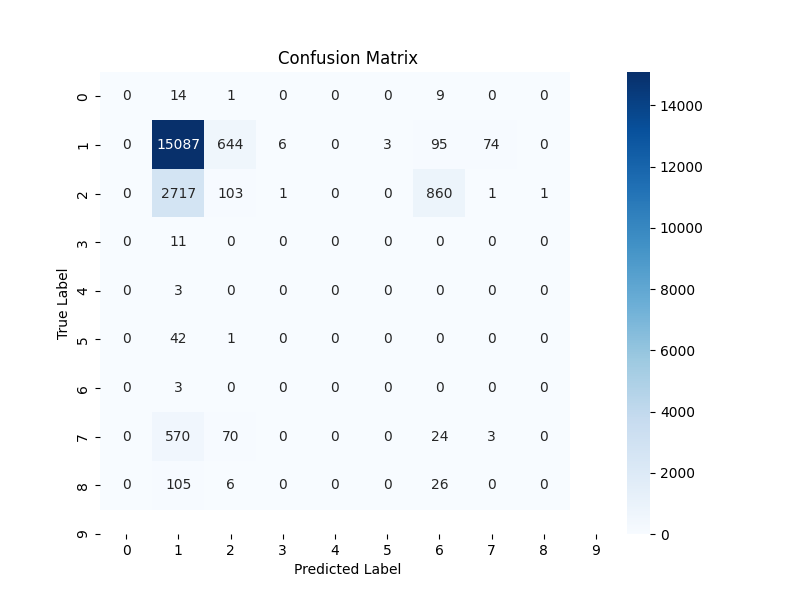 Confusion Matrix
0 0 14 1 0 0 0 9 0 0
1 0 15087 644 6 0 3 95 74 0
2 0 2717 103 1 0 0 860 1 1
3 0 11 0 0 0 0 0 0 0
4 0 3 0 0 0 0 0 0 0
5 0 42 1 0 0 0 0 0 0
6 0 3 0 0 0 0 0 0 0
7 0 570 70 0 0 0 24 3 0
8 0 105 6 0 0 0 26 0 0
9
0 1 2 3 4 5 6 7 8 9
Predicted Label
True Label
14000
12000
10000
8000
6000
4000
2000
0